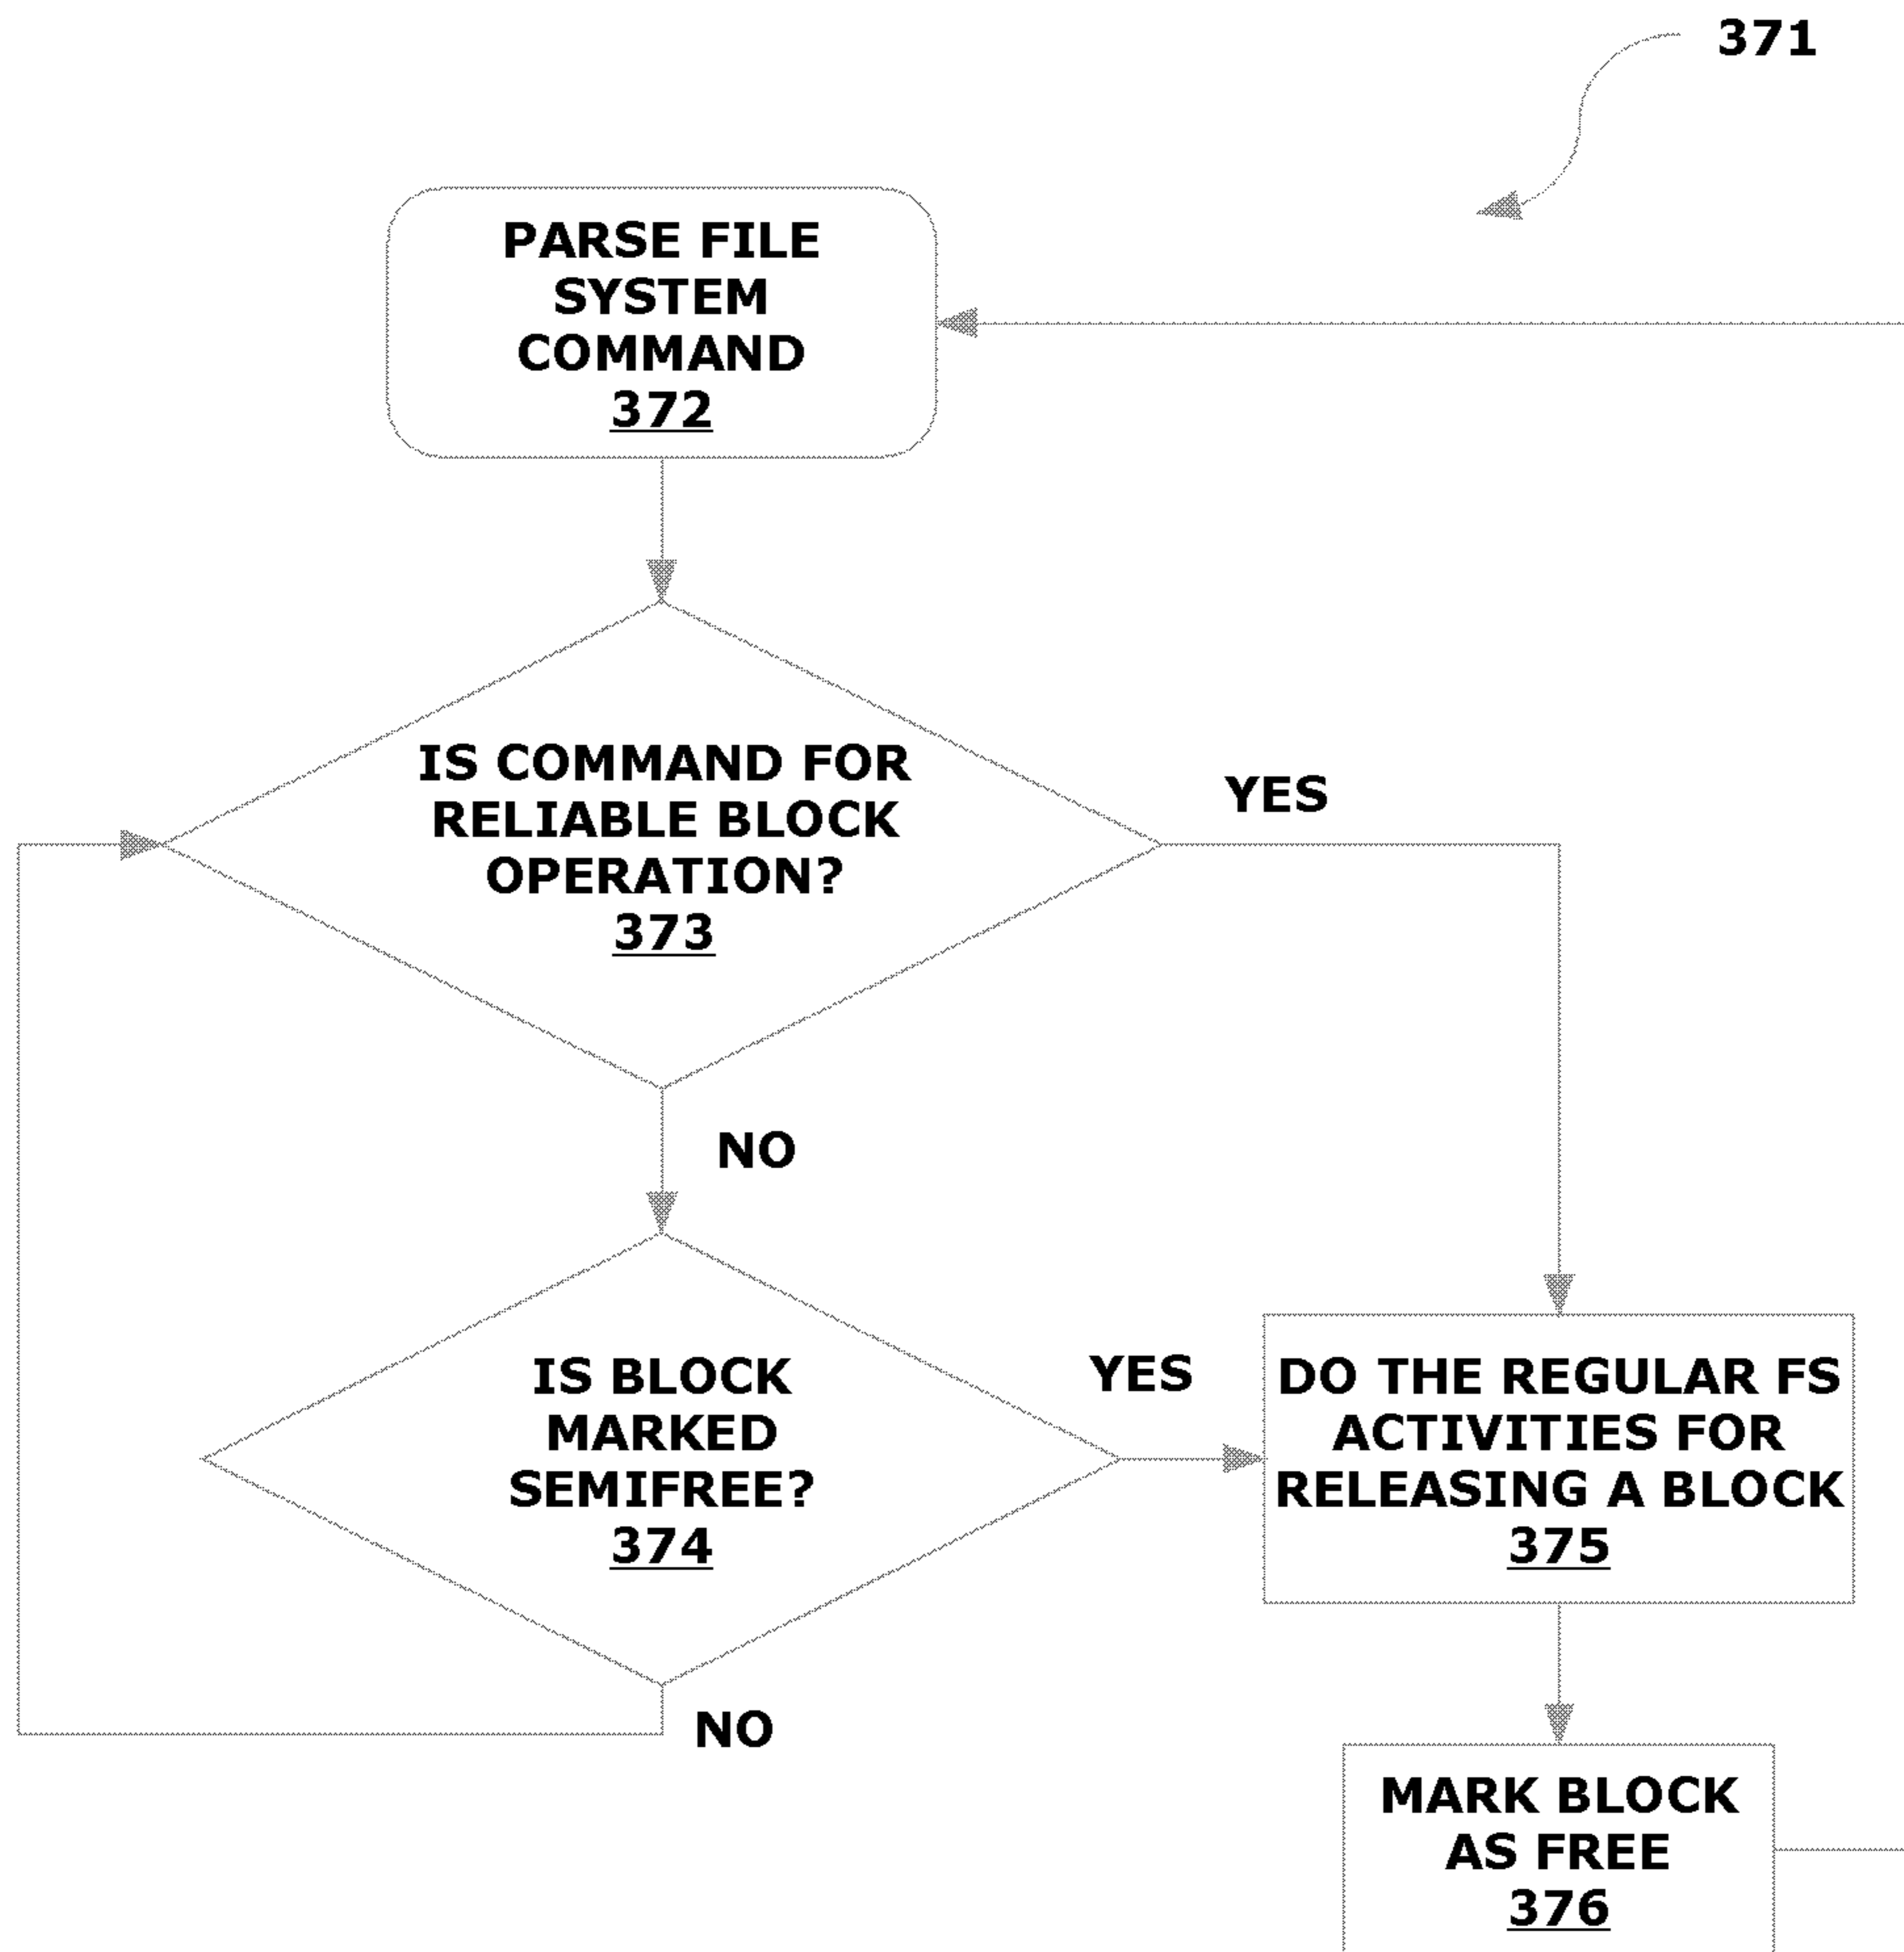 371
PARSE FILE
SYSTEM
COMMAND
372
IS COMMAND FOR
RELIABLE BLOCK
OPERATION?
373
YES
NO
IS BLOCK
MARKED
SEMIFREE?
374
YES
DO THE REGULAR FS
ACTIVITIES FOR
RELEASING A BLOCK
375
NO
MARK BLOCK
AS FREE
376